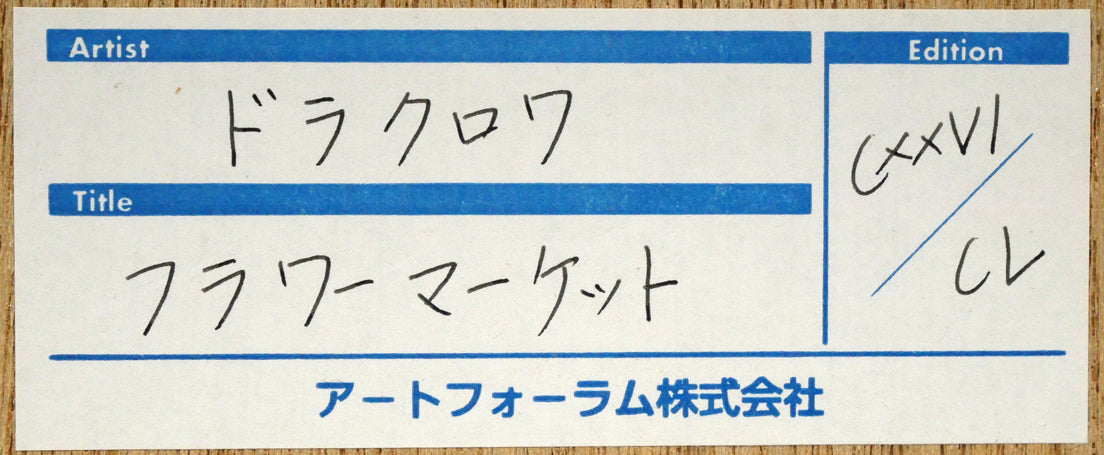 Artist
ドラクロワ
Title
フラワーマーケット
Edition
CXXVI
CL
アートフォーラム株式会社